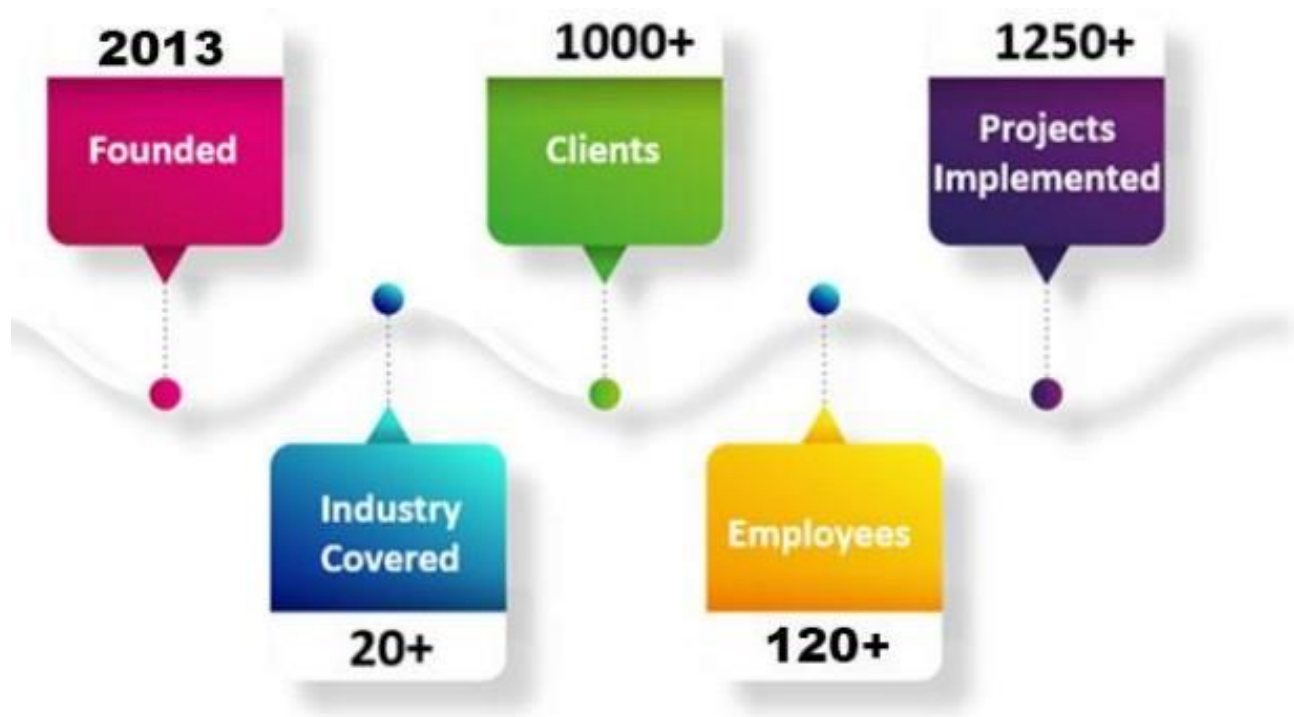 2013
Founded
Industry
Covered
20+
1000+
Clients
Employees
120+
1250+
Projects
Implemented